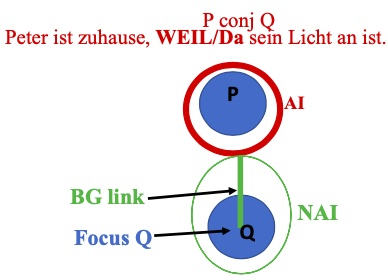 P conj Q
Peter ist zuhause, WEIL/Da sein Licht an ist.
P
AI
BG link
NAI
Focus Q
Q